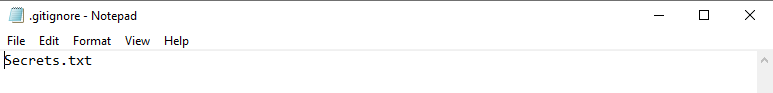 .gitignore - Notepad
File Edit Format View Help
Secrets.txt